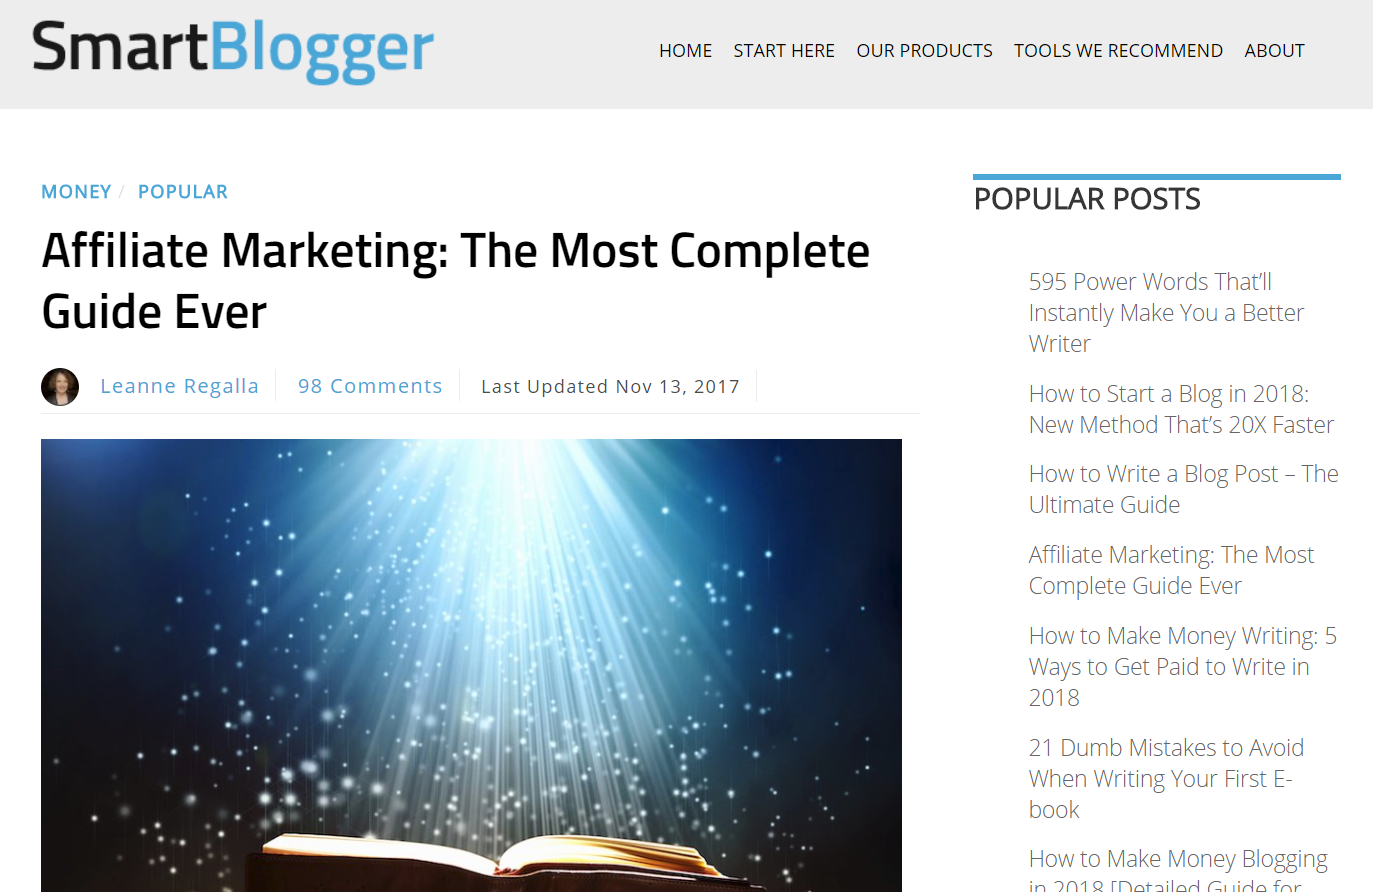 SmartBlogger
HOME START HERE OUR PRODUCTS TOOLS WE RECOMMEND ABOUT
MONEY / POPULAR
Affiliate Marketing: The Most Complete
Guide Ever
Leanne Regalla 98 Comments Last Updated Nov 13, 2017
POPULAR POSTS
595 Power Words That’ll
Instantly Make You a Better
Writer
How to Start a Blog in 2018:
New Method That’s 20X Faster
How to Write a Blog Post – The
Ultimate Guide
Affiliate Marketing: The Most
Complete Guide Ever
How to Make Money Writing: 5
Ways to Get Paid to Write in
2018
21 Dumb Mistakes to Avoid
When Writing Your First E-
book
How to Make Money Blogging
in 2018 [Detailed Guide for